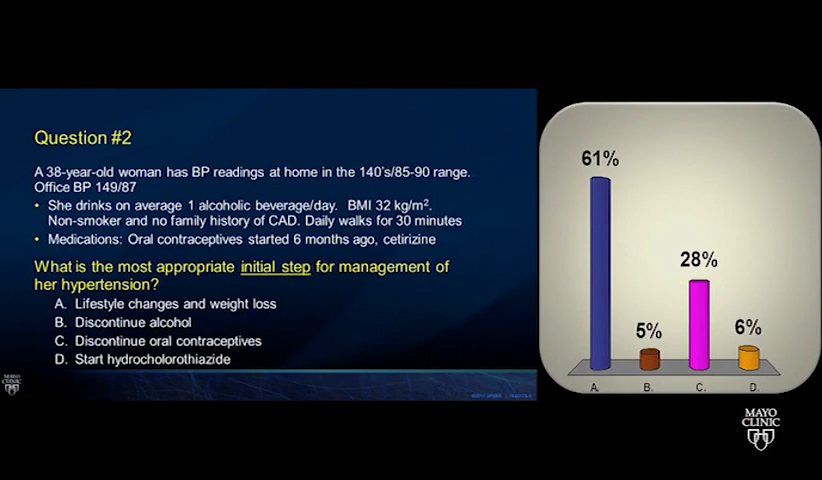 Question #2
A 38-year-old woman has BP readings at home in the 140's/85-90 range.
Office BP 149/87
• She drinks on average 1 alcoholic beverage/day. BMI 32 kg/m².
Non-smoker and no family history of CAD. Daily walks for 30 minutes
• Medications: Oral contraceptives started 6 months ago, cetirizine
What is the most appropriate initial step for management of
her hypertension?
A. Lifestyle changes and weight loss
B. Discontinue alcohol
C. Discontinue oral contraceptives
D. Start hydrocholorothiazide
MAYO
CLINIC
61%
5%
28%
6%
A.
B.
C.
D.
MAYO
CLINIC